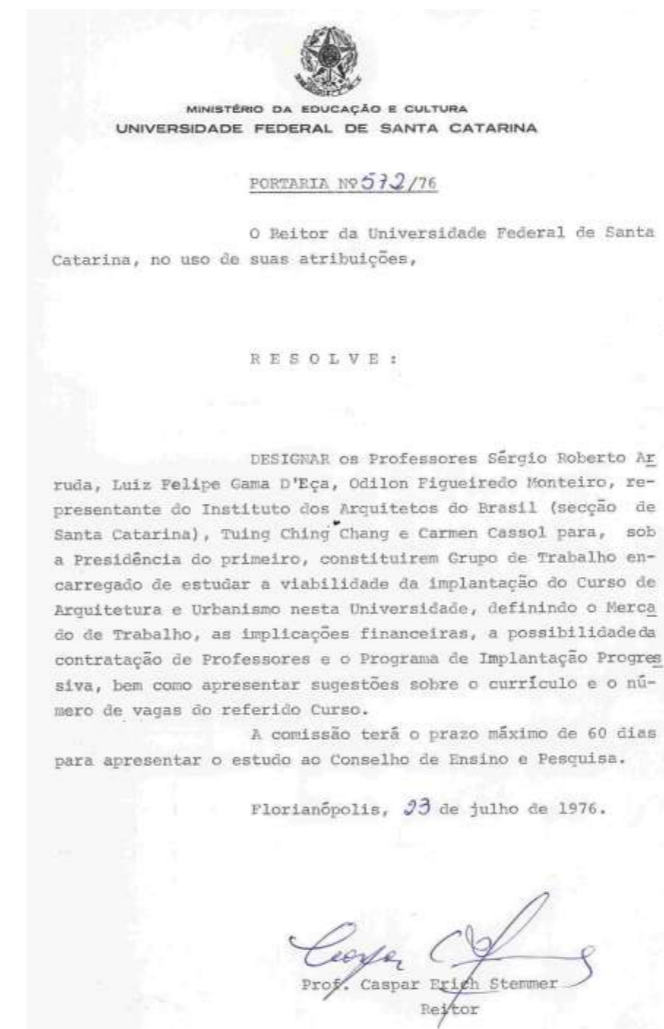 MINISTÉRIO DA EDUCAÇÃO E CULTURA
UNIVERSIDADE FEDERAL DE SANTA CATARINA
PORTARIA Nº 572/76
O Reitor da Universidade Federal de Santa
Catarina, no uso de suas atribuições,
R E S O L V E :
DESIGNAR os Professores Sérgio Roberto Ar
ruda, Luiz Felipe Gama D'Eça, Odilon Figueiredo Monteiro, re-
presentante do Instituto dos Arquitetos do Brasil (secção de
Santa Catarina), Tuing Ching Chang e Carmen Cassol para, sob
a Presidência do primeiro, constituirem Grupo de Trabalho en-
carregado de estudar a viabilidade da implantação do Curso de
Arquitetura e Urbanismo nesta Universidade, definindo o Merca
do de Trabalho, as implicações financeiras, a possibilidade da
contratação de Professores e o Programa de Implantação Progres
siva, bem como apresentar sugestões sobre o currículo e o nú-
mero de vagas do referido Curso.
A comissão terá o prazo máximo de 60 dias
para apresentar o estudo ao Conselho de Ensino e Pesquisa.
Florianópolis, 23 de julho de 1976.
Prof. Caspar Erich Stemmer
Reitor